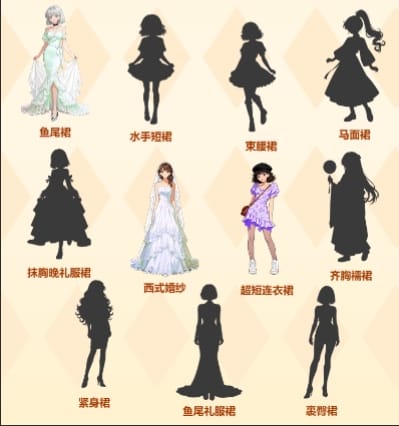 鱼尾裙
水手短裙
束腰裙
马面裙
抹胸晚礼服裙
西式婚纱
超短连衣裙
齐胸襦裙
紧身裙
鱼尾礼服裙
裹臀裙